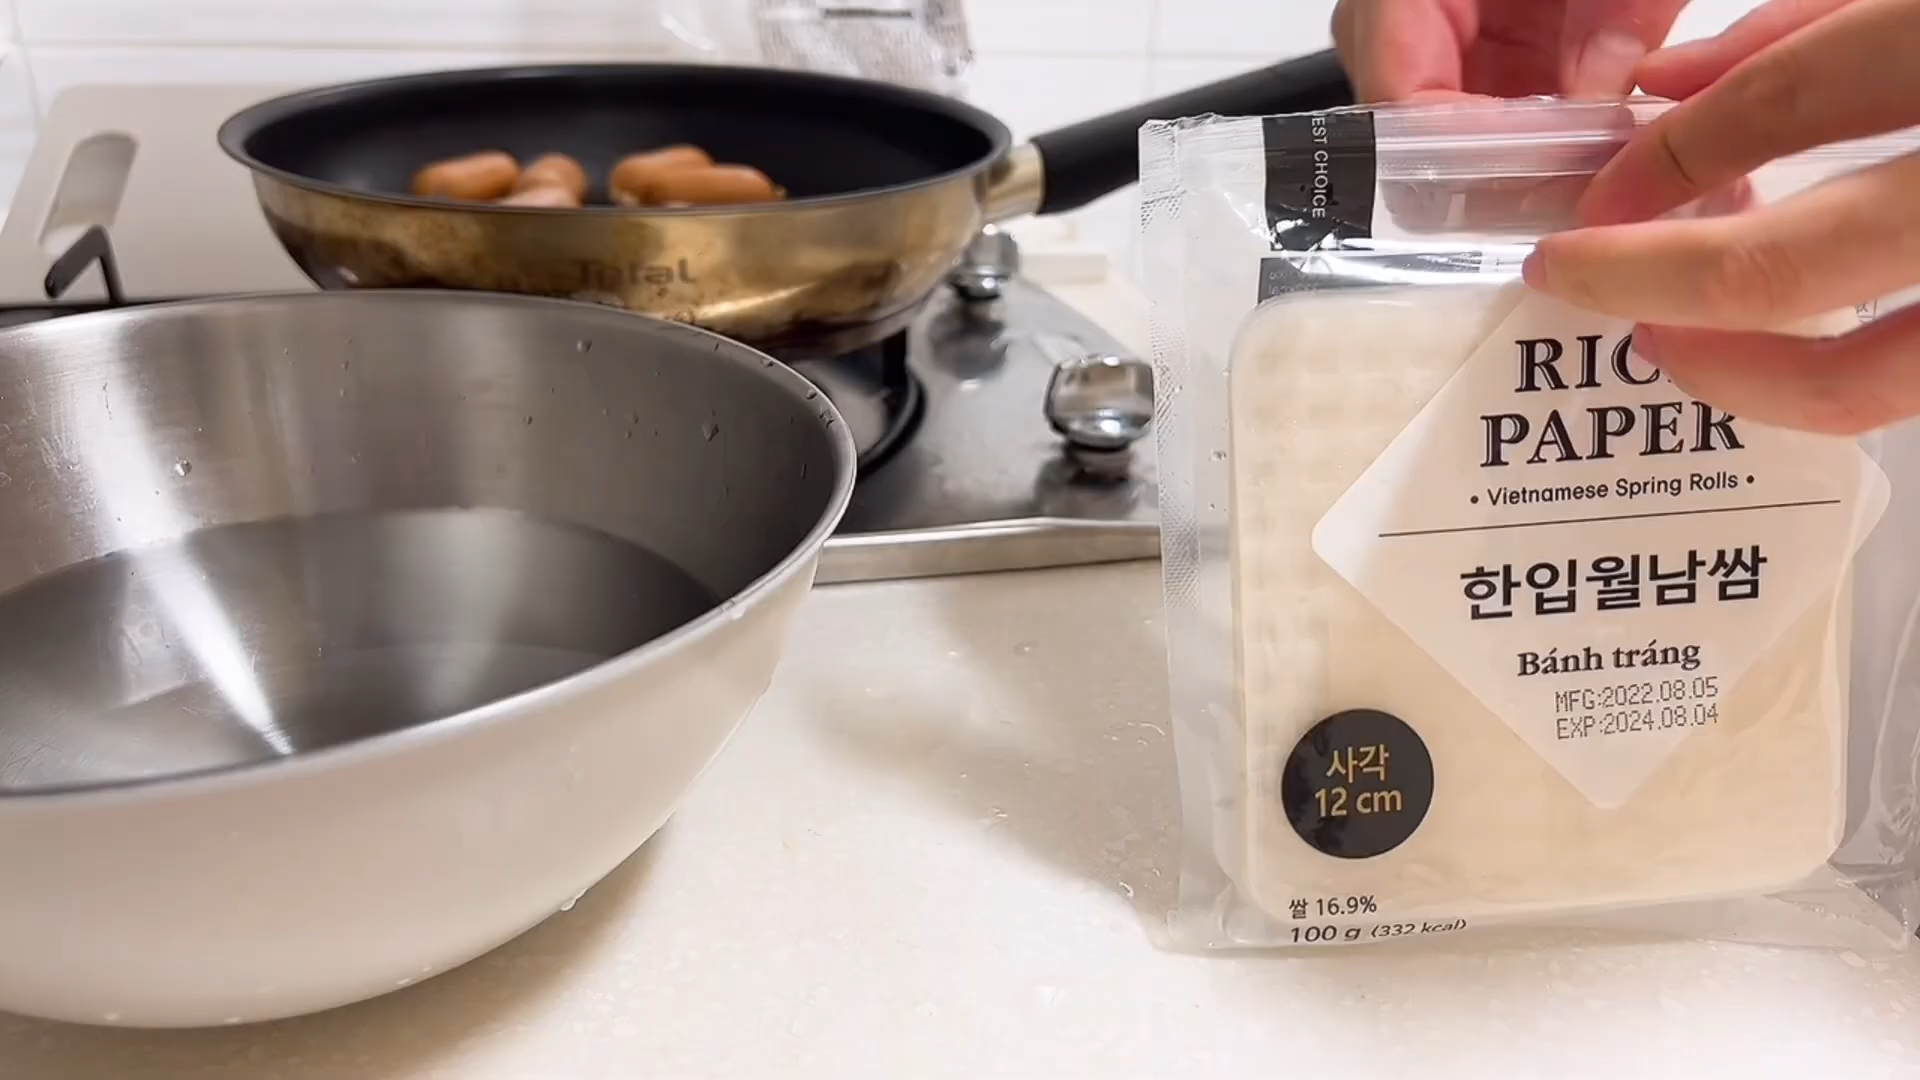 EST CHOICE
RIC
PAPER
• Vietnamese Spring Rolls •
한입월남쌈
Bánh tráng
MFG:2022.08.05
EXP:2024.08.04
사각
12 cm
쌀 16.9%
100 g (332 kcal)
Tefal